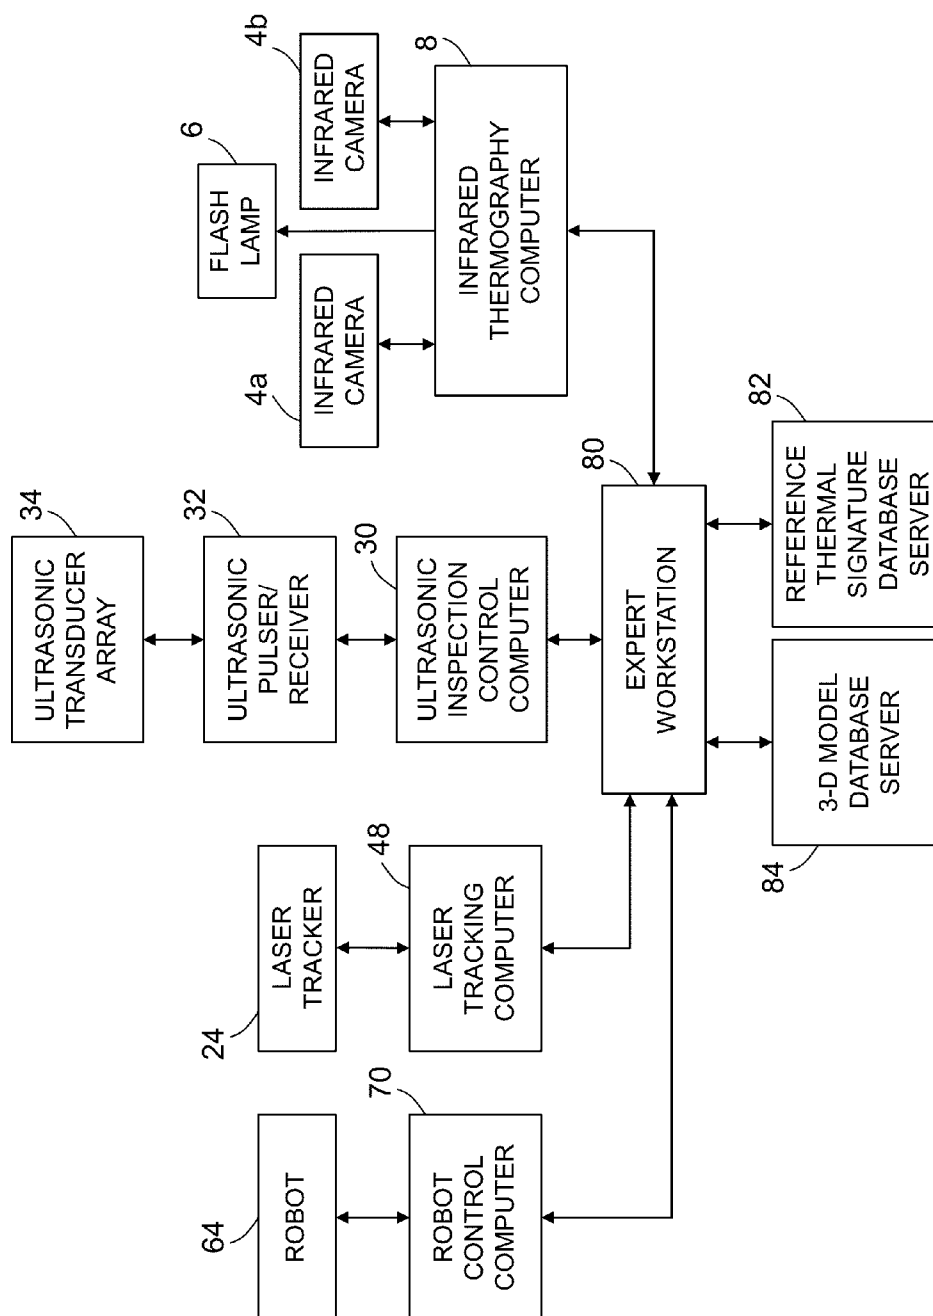 34
ULTRASONIC
TRANSDUCER
ARRAY
32
ULTRASONIC
PULSER/
RECEIVER
30
ULTRASONIC
INSPECTION
CONTROL
COMPUTER
64
ROBOT
70
ROBOT
CONTROL
COMPUTER
24
LASER
TRACKER
48
LASER
TRACKING
COMPUTER
6
FLASH
LAMP
4a
INFRARED
CAMERA
4b
INFRARED
CAMERA
8
INFRARED
THERMOGRAPHY
COMPUTER
80
EXPERT
WORKSTATION
84
3-D MODEL
DATABASE
SERVER
82
REFERENCE
THERMAL
SIGNATURE
DATABASE
SERVER